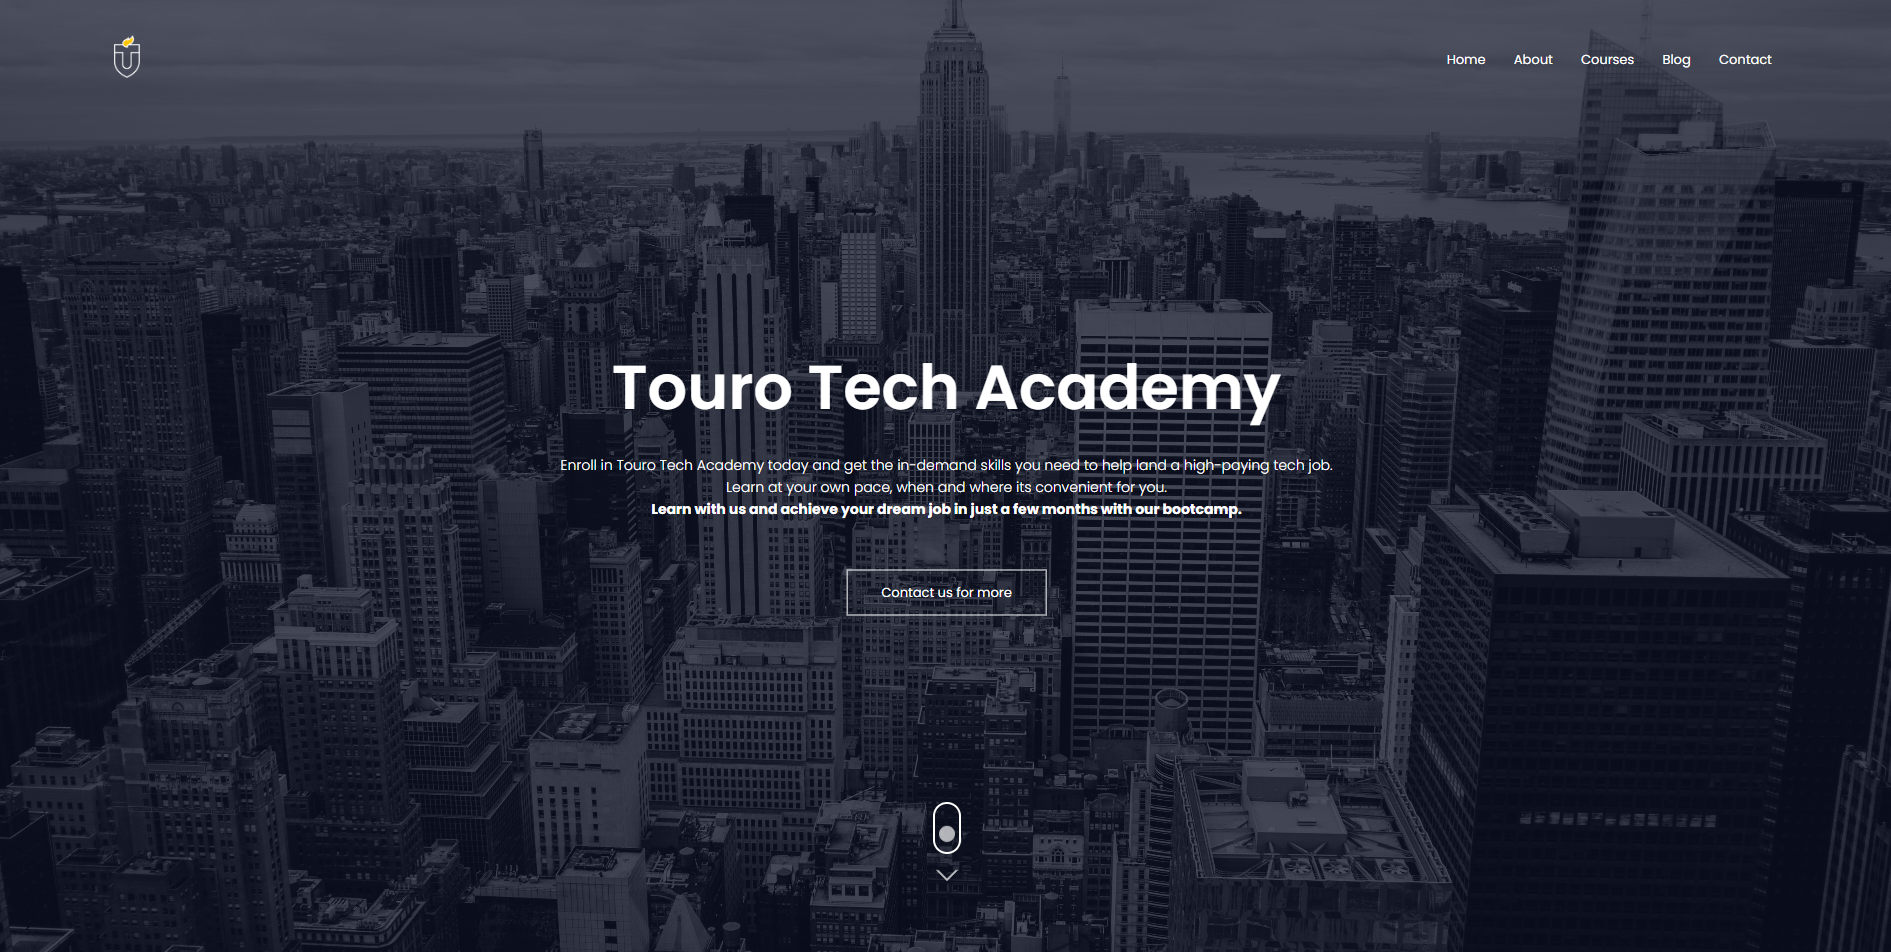 Home About Courses Blog Contact
Touro Tech Academy
Enroll in Touro Tech Academy today and get the in-demand skills you need to help land a high-paying tech job.
Learn at your own pace, when and where its convenient for you.
Learn with us and achieve your dream job in just a few months with our bootcamp.
Contact us for more